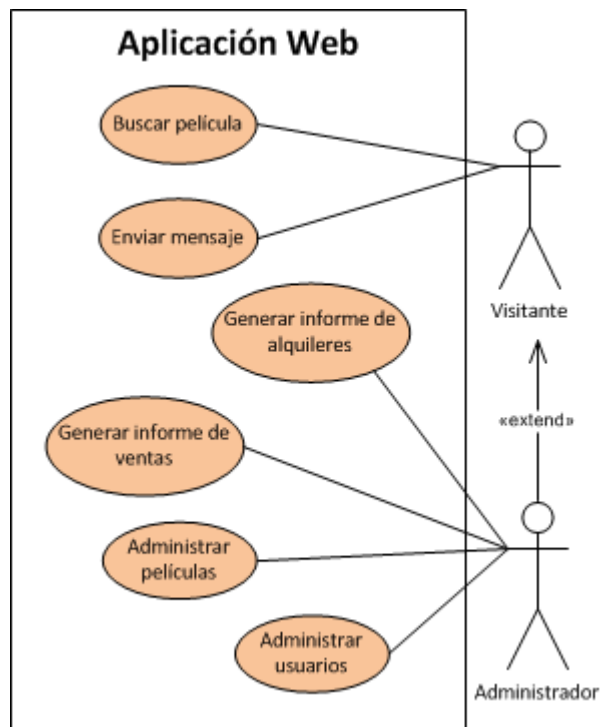 Aplicación Web
Buscar película
Enviar mensaje
Visitante
Generar informe de
alquileres
«extend»
Generar informe de
ventas
Administrar
películas
Administrar
usuarios
Administrador